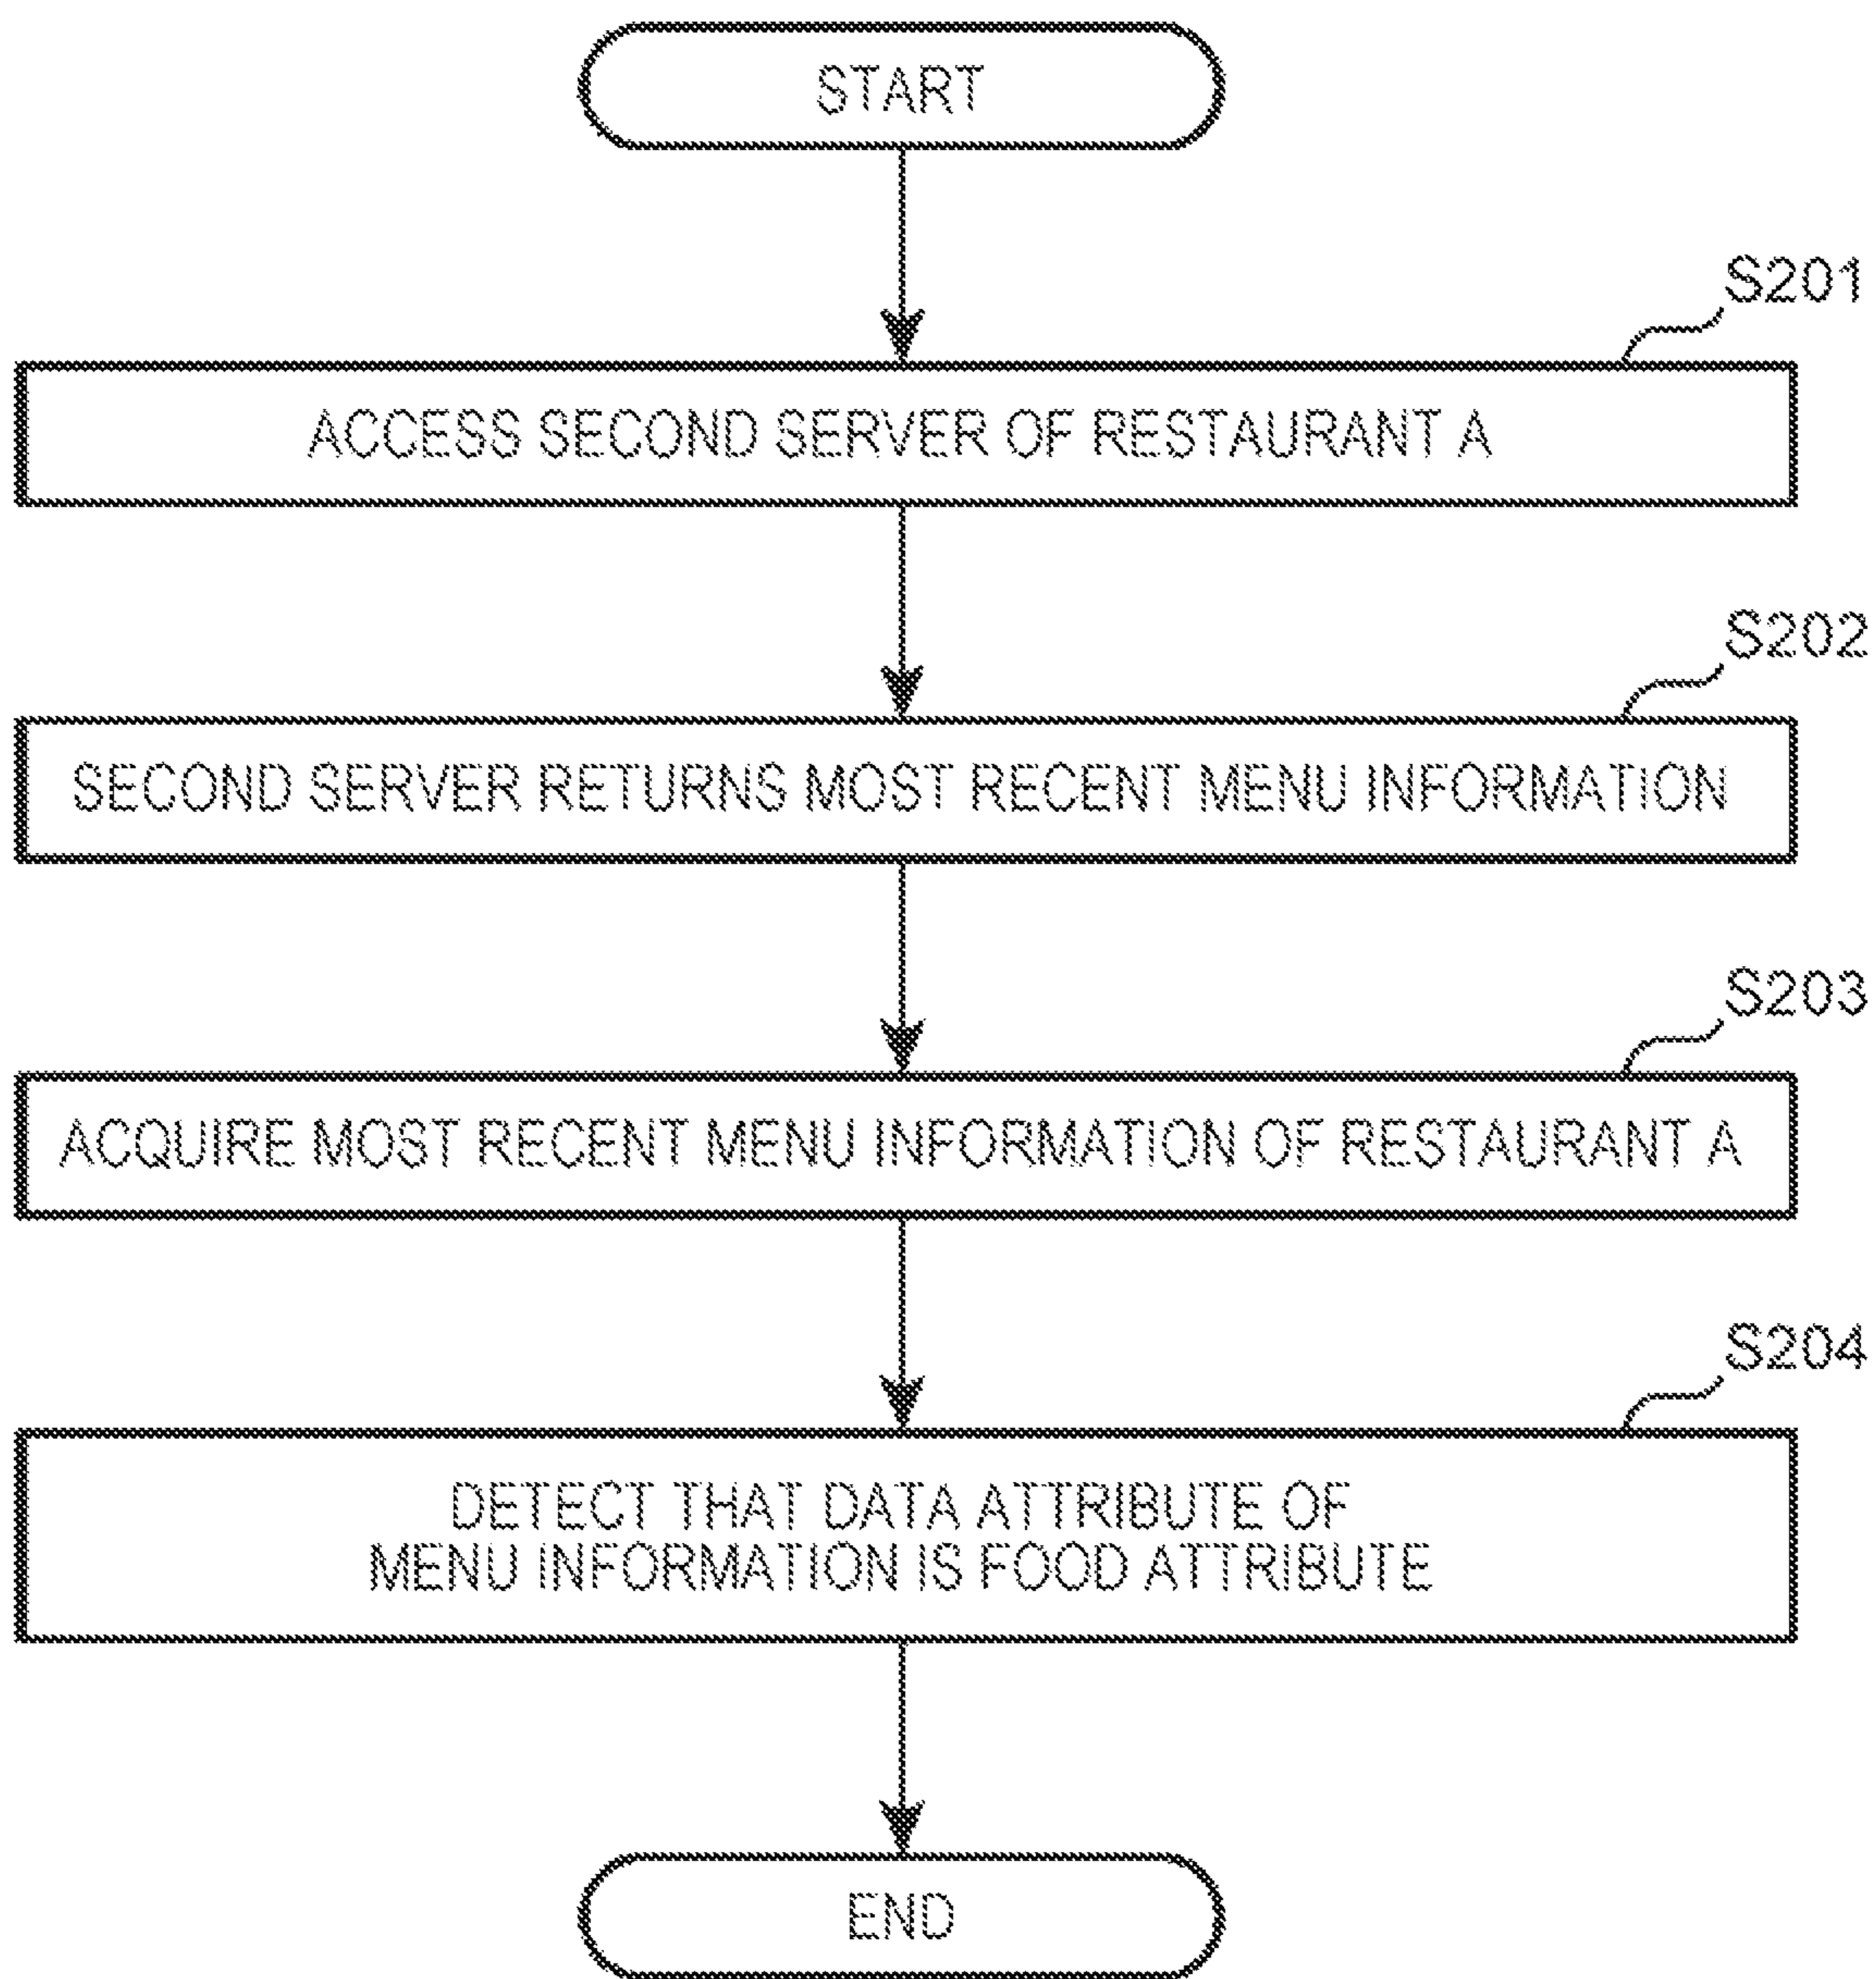 START
S201
ACCESS SECOND SERVER OF RESTAURANT A
S202
SECOND SERVER RETURNS MOST RECENT MENU INFORMATION
S203
ACQUIRE MOST RECENT MENU INFORMATION OF RESTAURANT A
S204
DETECT THAT DATA ATTRIBUTE OF
MENU INFORMATION IS FOOD ATTRIBUTE
END